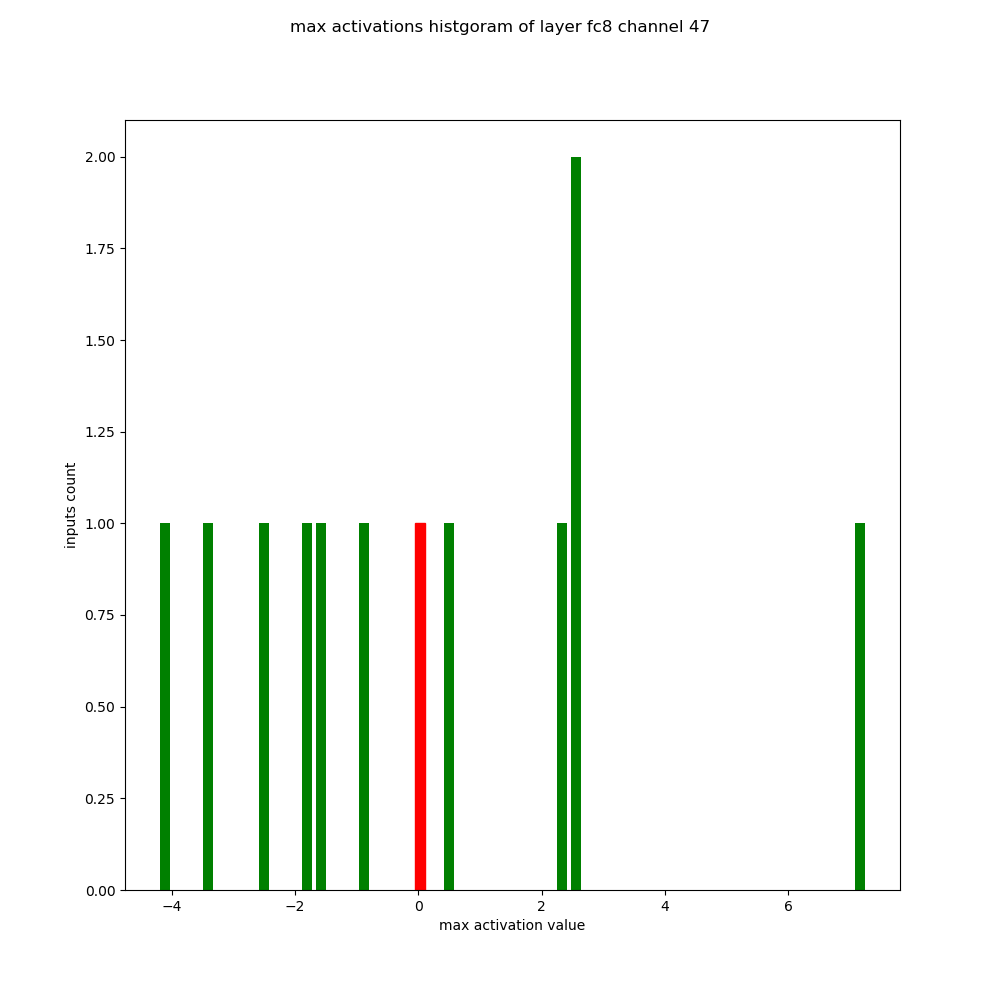 max activations histgoram of layer fc8 channel 47
2.00
1.75
1.50
1.25
1.00
0.75
0.50
0.25
0.00
inputs count
−4 −2 0 2 4 6
max activation value